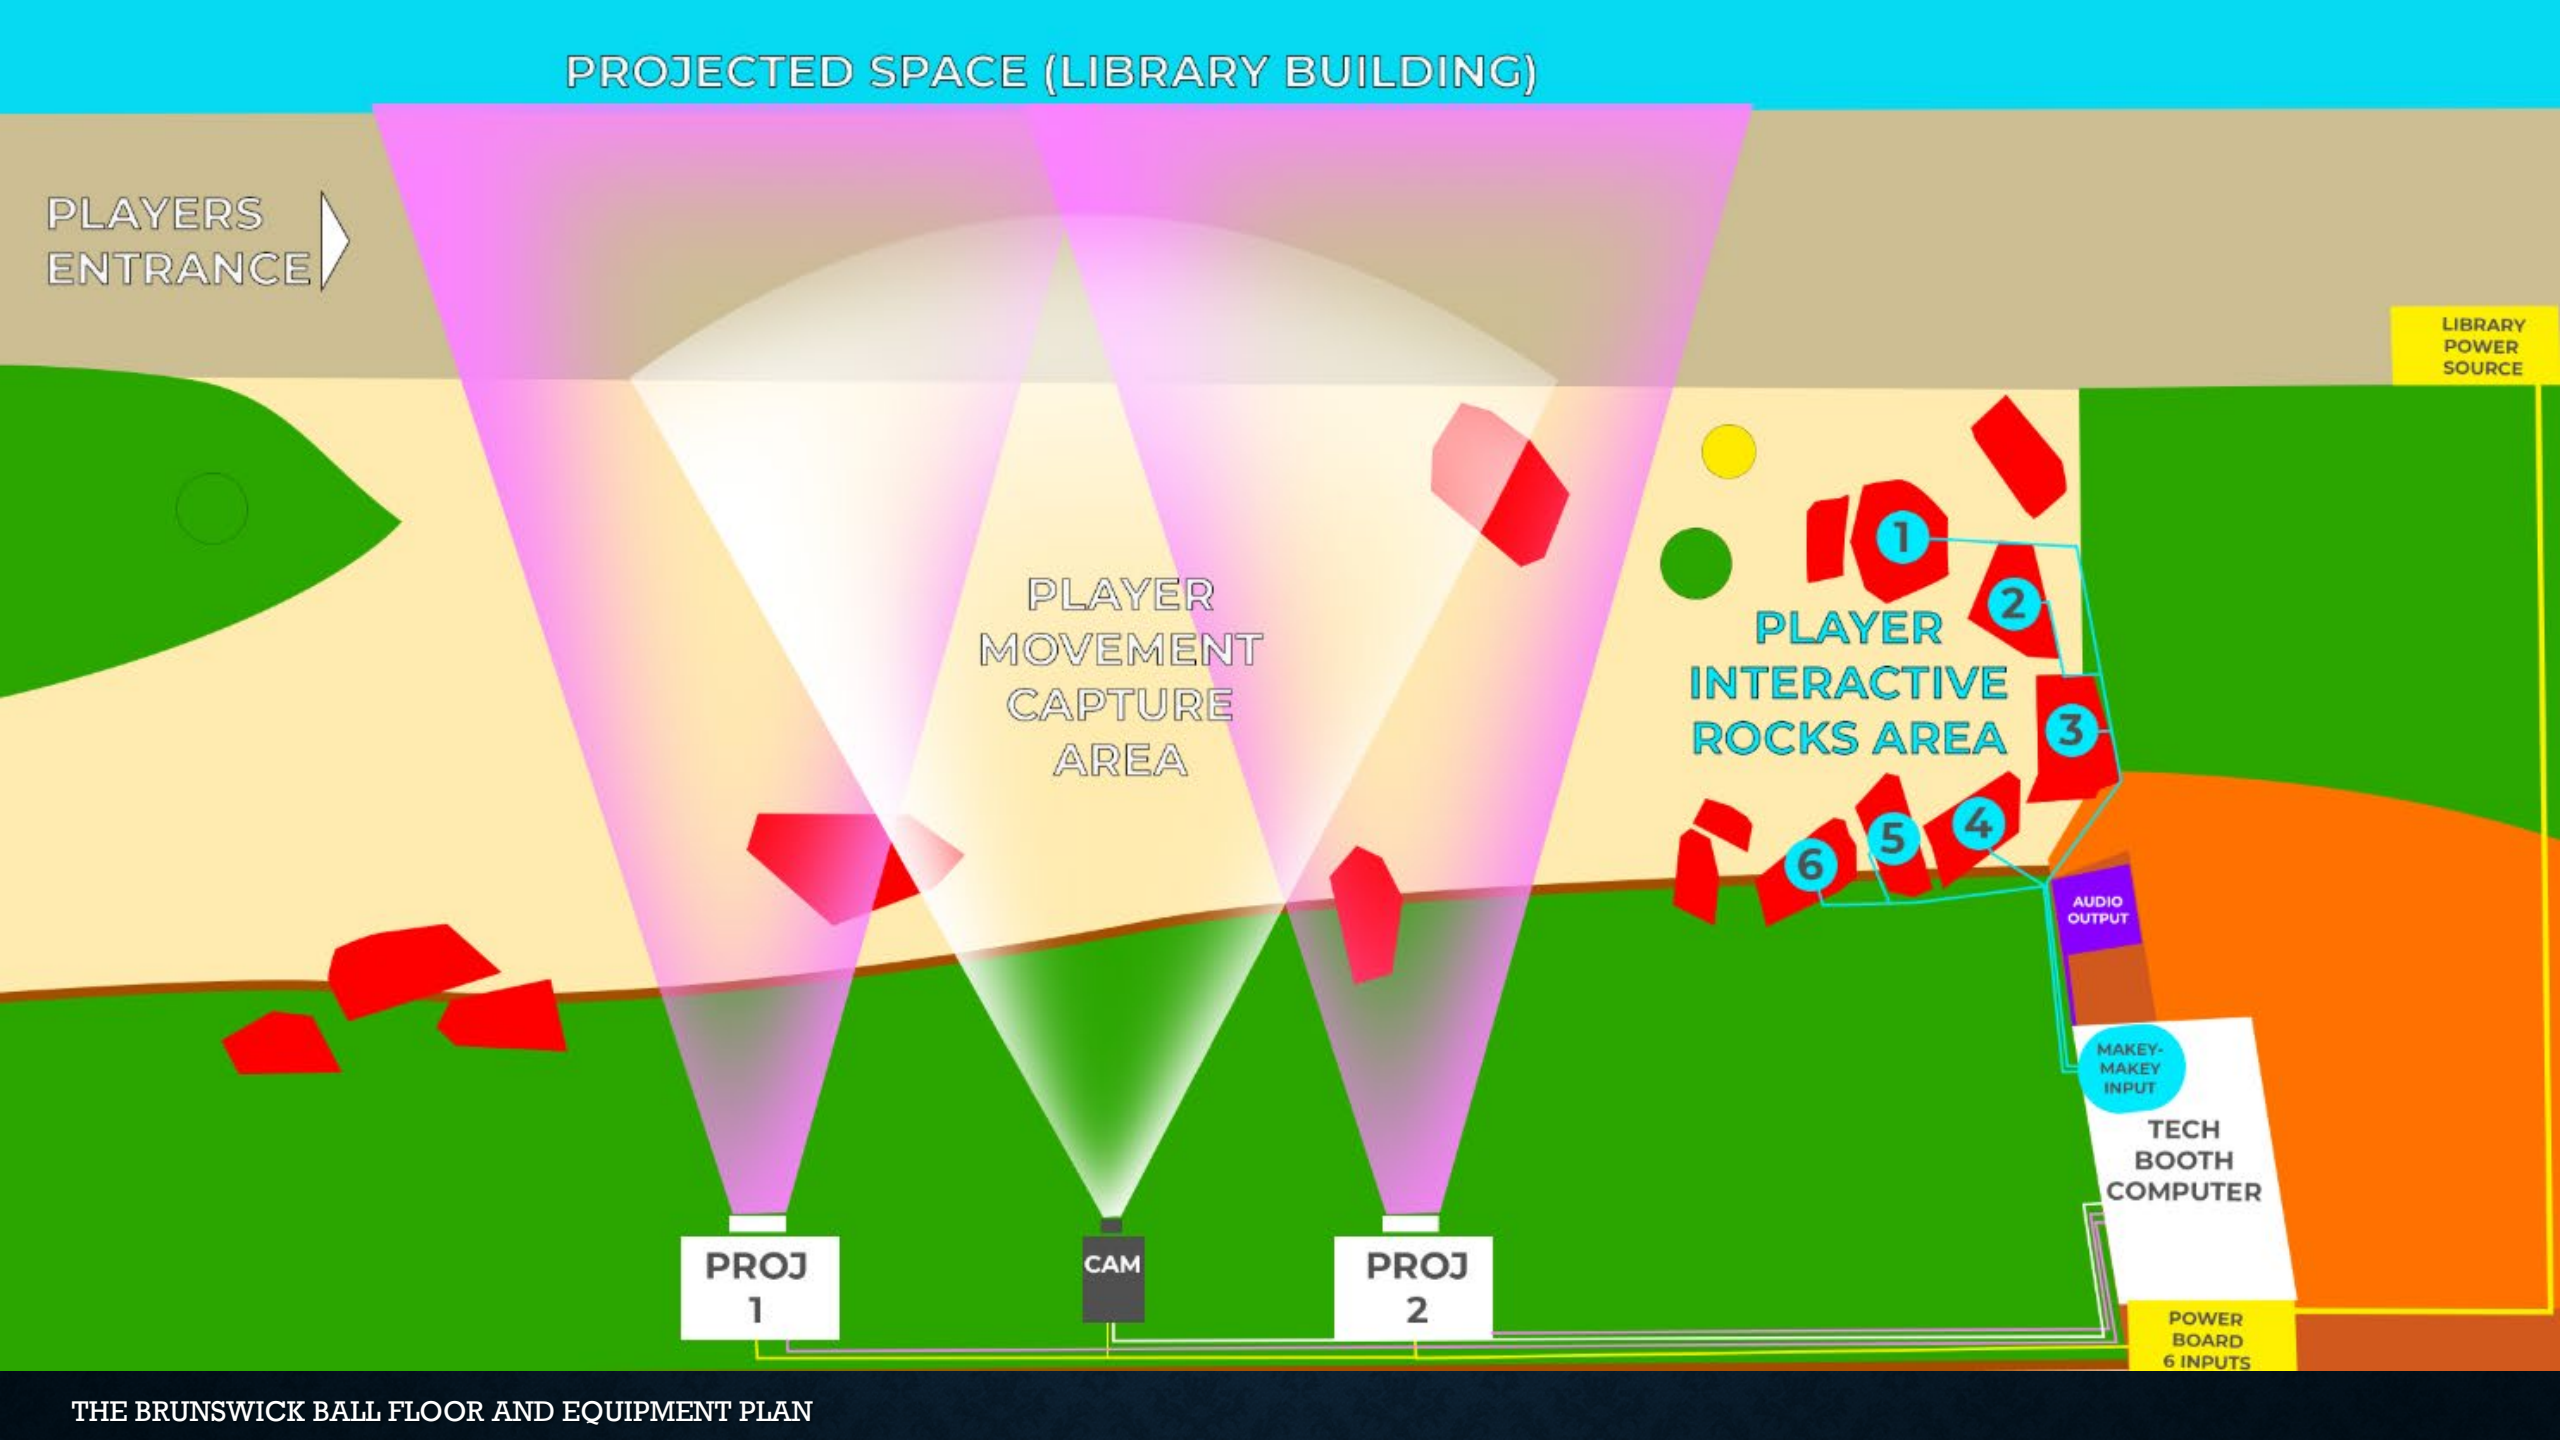 PROJECTED SPACE (LIBRARY BUILDING)
PLAYERS
ENTRANCE
LIBRARY
POWER
SOURCE
PLAYER
MOVEMENT
CAPTURE
AREA
1
2
PLAYER
INTERACTIVE
ROCKS AREA
3
4
5
6
AUDIO
OUTPUT
MAKEY-
MAKEY
INPUT
TECH
BOOTH
COMPUTER
PROJ
1
CAM
PROJ
2
POWER
BOARD
6 INPUTS
THE BRUNSWICK BALL FLOOR AND EQUIPMENT PLAN